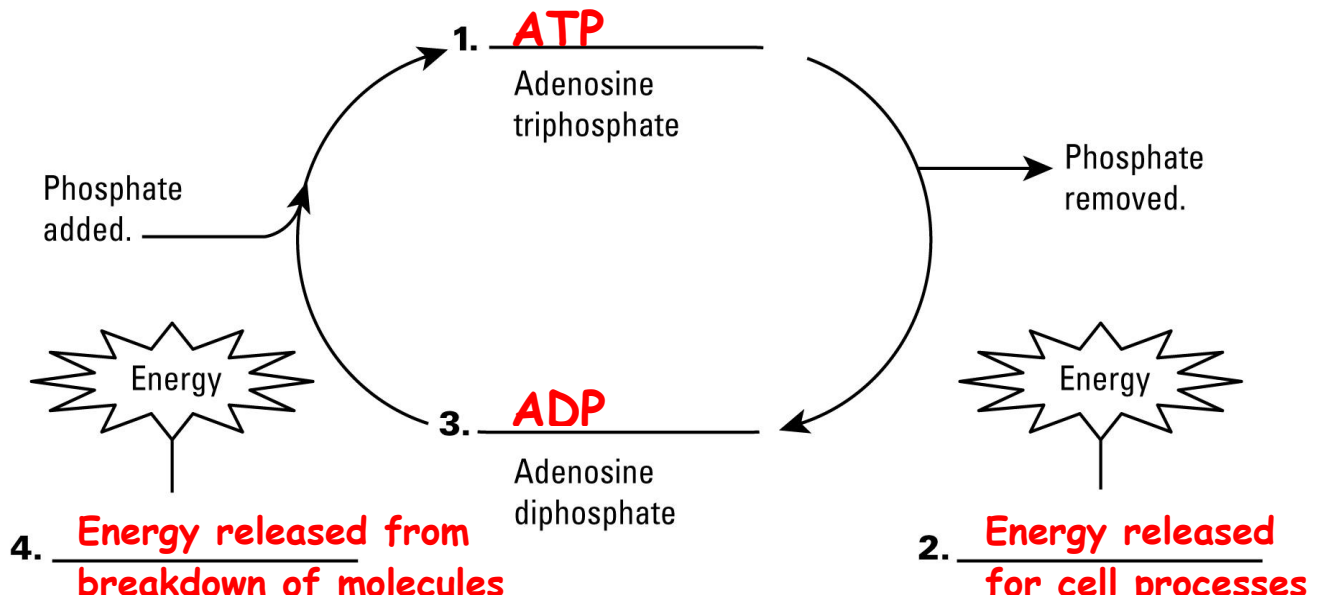 1. ATP
Adenosine
triphosphate
Phosphate
added.
Phosphate
removed.
Energy
Energy
3. ADP
Adenosine
diphosphate
4. Energy released from
breakdown of molecules
2. Energy released
for cell processes